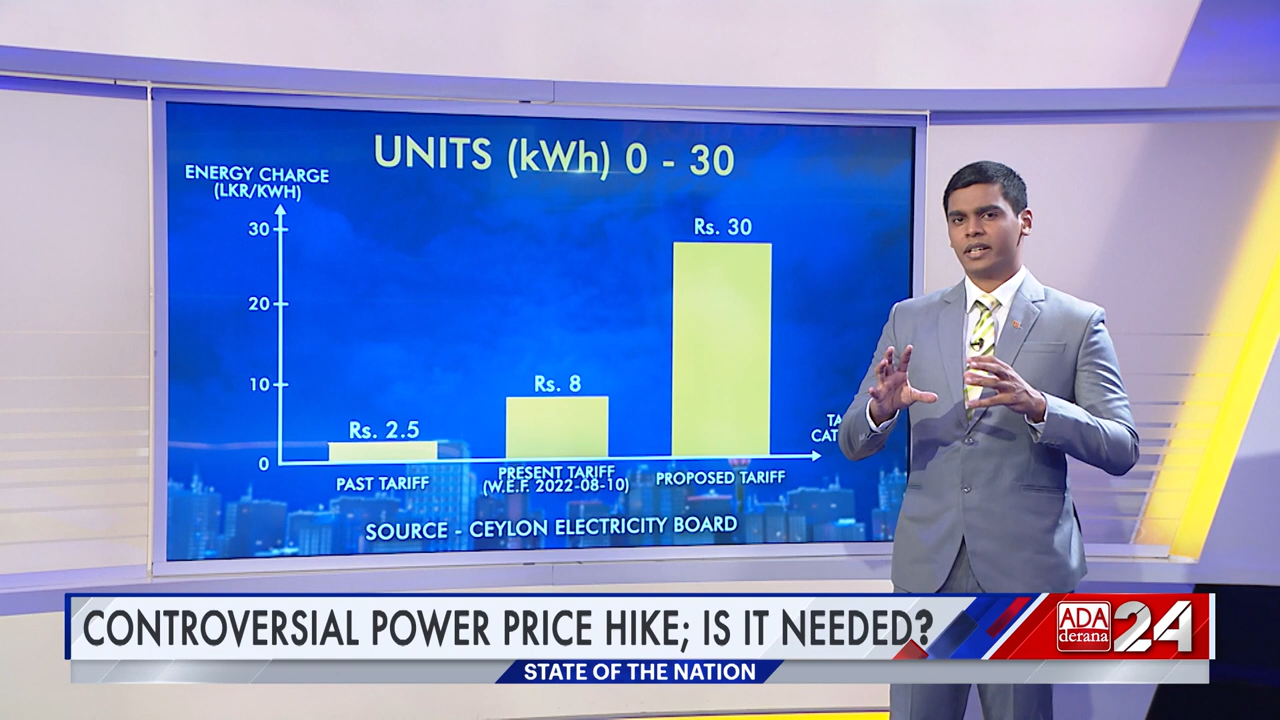 UNITS (kWh) 0 - 30
ENERGY CHARGE
(LKR/KWH)
30
20
10
0
Rs. 2.5
Rs. 8
Rs. 30
PAST TARIFF
PRESENT TARIFF
(W.E.F. 2022-08-10)
PROPOSED TARIFF
TA
CAT
SOURCE - CEYLON ELECTRICITY BOARD
CONTROVERSIAL POWER PRICE HIKE; IS IT NEEDED?
STATE OF THE NATION
ADA
derana
24